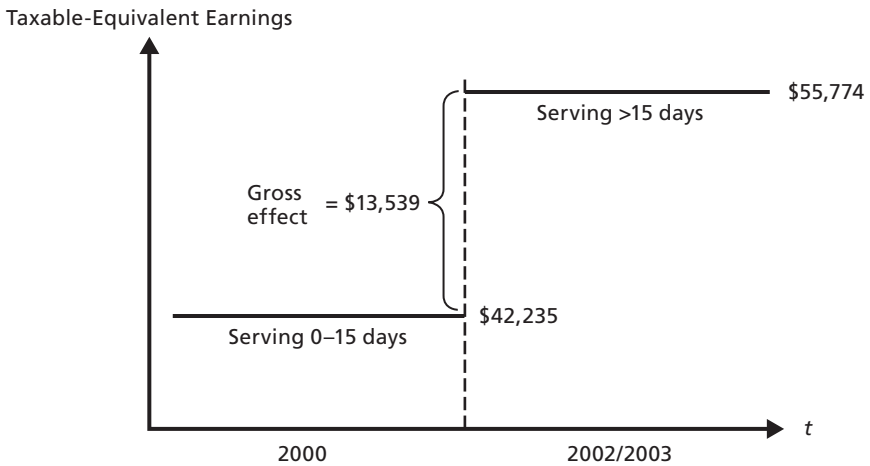 Taxable-Equivalent Earnings
$55,774
Serving >15 days
Gross
effect = $13,539
$42,235
Serving 0–15 days
t
2000 2002/2003